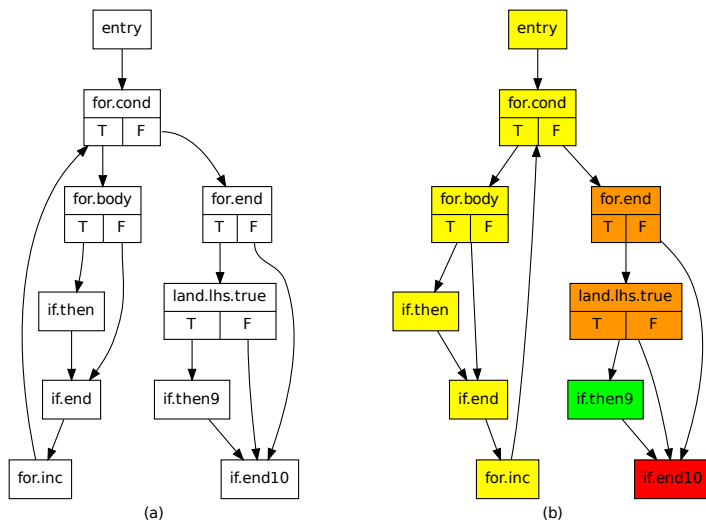 entry
for.cond
T F
for.body
T F
for.end
T F
if.then
land.lhs.true
T F
if.end
if.then9
for.inc
if.end10
(a)
entry
for.cond
T F
for.body
T F
for.end
T F
if.then
land.lhs.true
T F
if.end
if.then9
for.inc
if.end10
(b)